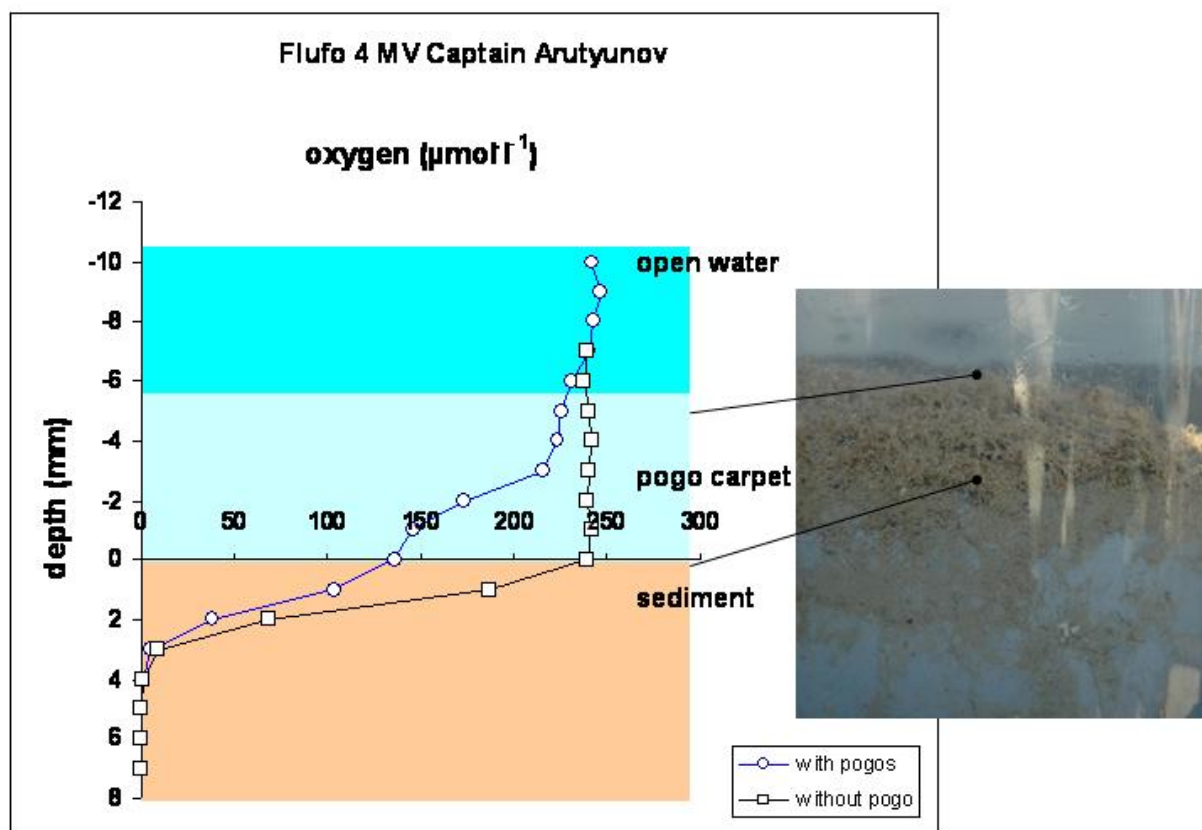 Flufo 4 MV Captain Arutyunov
oxygen (µmol l⁻¹)
-12
-10
-8
-6
-4
-2
0
2
4
6
8
depth (mm)
0 50 100 150 200 250 300
open water
pogo carpet
sediment
with pogos
without pogo